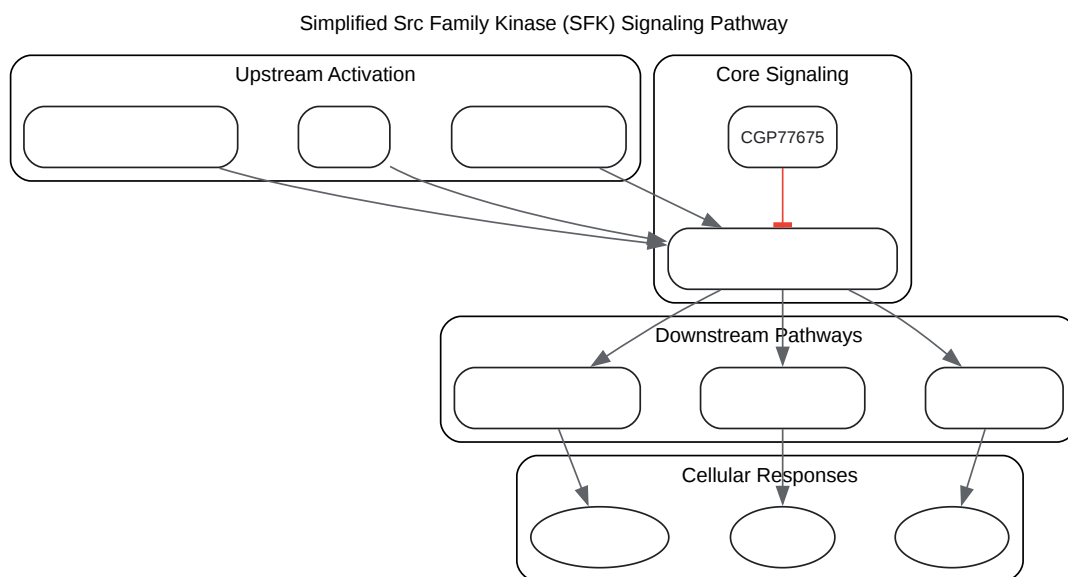 Simplified Src Family Kinase (SFK) Signaling Pathway
Upstream Activation
Core Signaling
CGP77675
Downstream Pathways
Cellular Responses